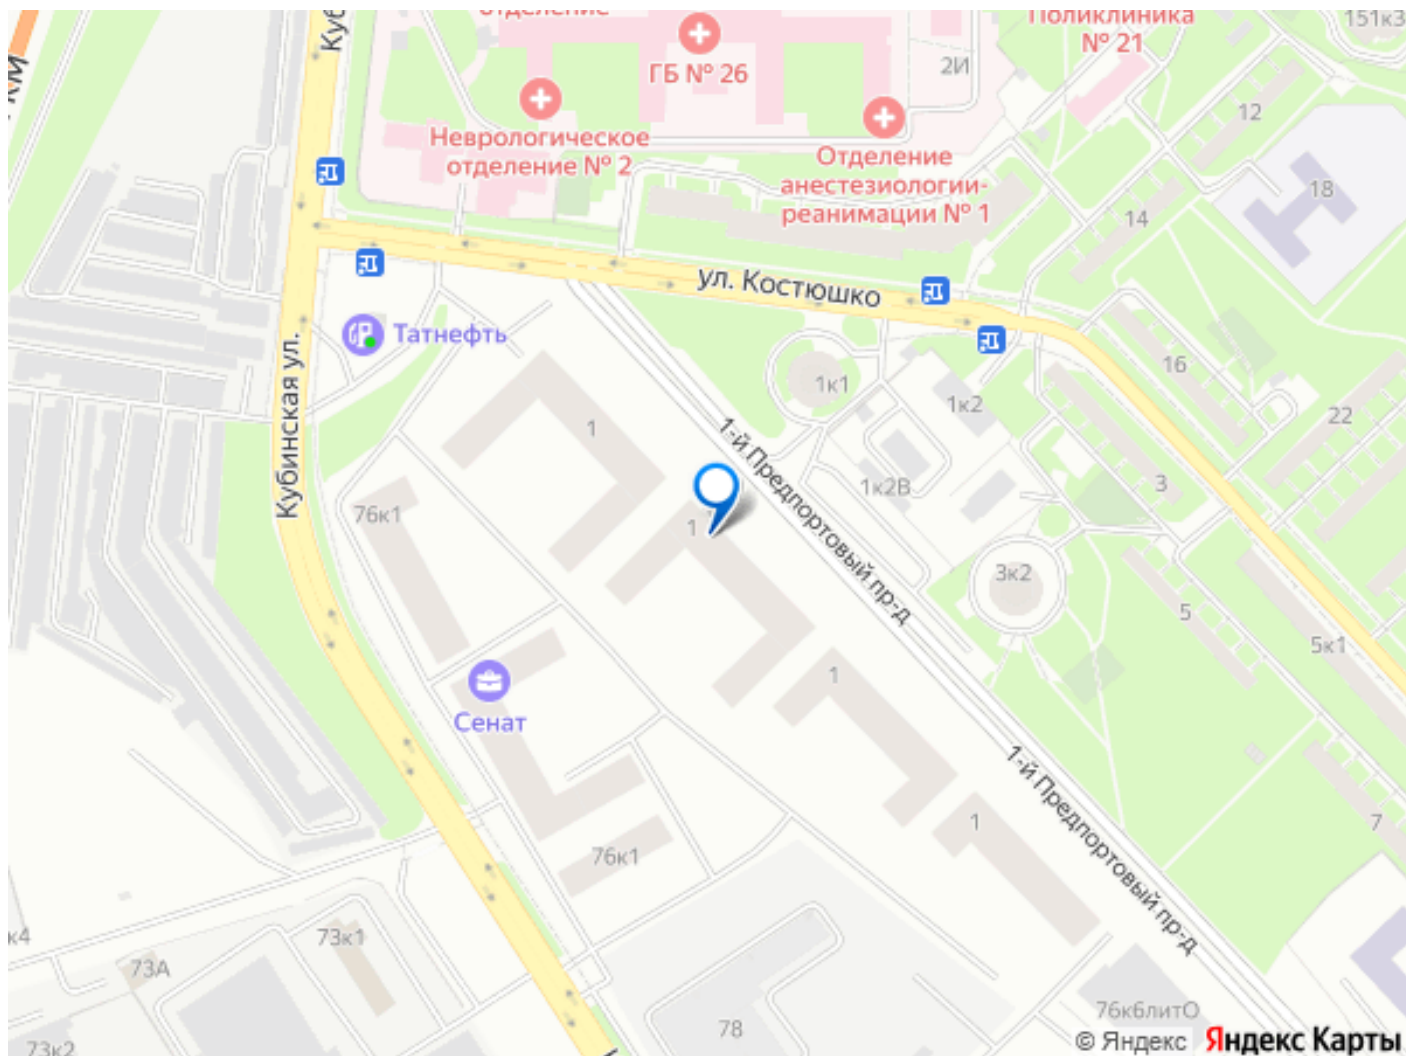 отделение
Поликлиника
№ 21
151к3
Куб
км
ГБ № 26
2И
12
Неврологическое
отделение № 2
Отделение
анестезиологии-
реанимации № 1
18
14
ул. Костюшко
Татнефть
Кубинская ул.
16
1к1
1к2
22
1
1-й Предпортовый пр-д
1к2В
3
76к1
1
3к2
5
5к1
1
Сенат
1-й Предпортовый пр-д
1
7
76к1
к4
73к1
73А
78
76к6литО
73к2
© Яндекс Яндекс Карты